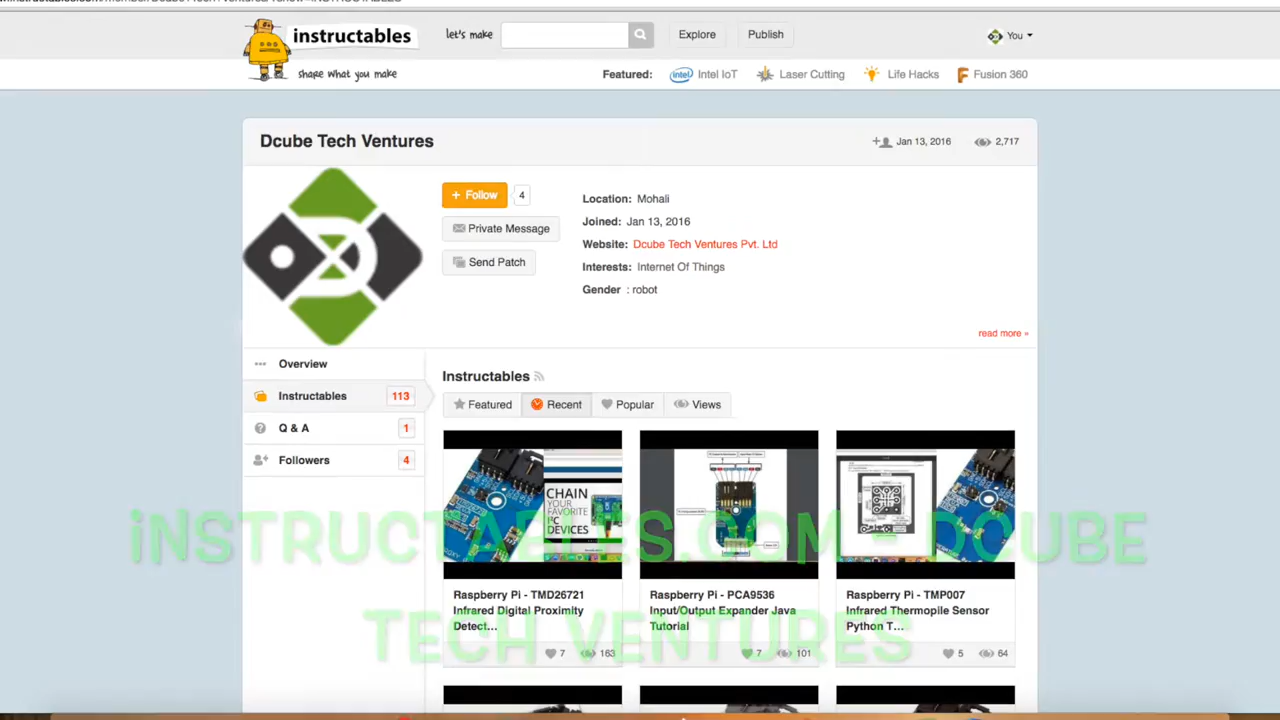 instructables
let's make
Explore
Publish
You
share what you make
Featured:
Intel IoT
Laser Cutting
Life Hacks
Fusion 360
Dcube Tech Ventures
Jan 13, 2016
2,717
+ Follow
4
Private Message
Send Patch
Location: Mohali
Joined: Jan 13, 2016
Website: Dcube Tech Ventures Pvt. Ltd
Interests: Internet Of Things
Gender : robot
read more »
Overview
Instructables 113
Q & A 1
Followers 4
Instructables
Featured
Recent
Popular
Views
CHAIN
YOUR
FAVORITE
I²C
DEVICES
Raspberry Pi - TMD26721
Infrared Digital Proximity
Detect...
7 163
Raspberry Pi - PCA9536
Input/Output Expander Java
Tutorial
7 101
Raspberry Pi - TMP007
Infrared Thermopile Sensor
Python T...
5 64
iNSTRUCTABLES.COM - DCUBE
TECH VENTURES